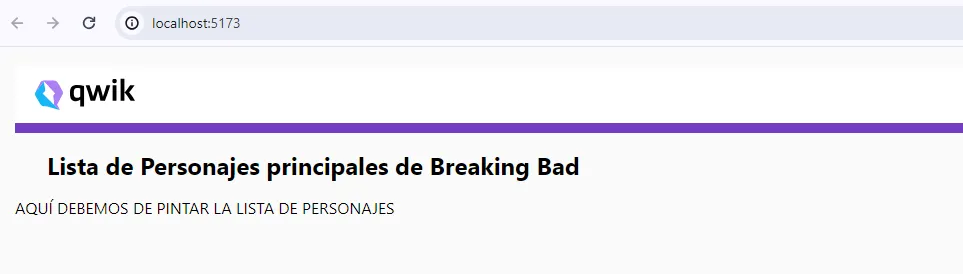 localhost:5173
qwik
Lista de Personajes principales de Breaking Bad
AQUÍ DEBEMOS DE PINTAR LA LISTA DE PERSONAJES